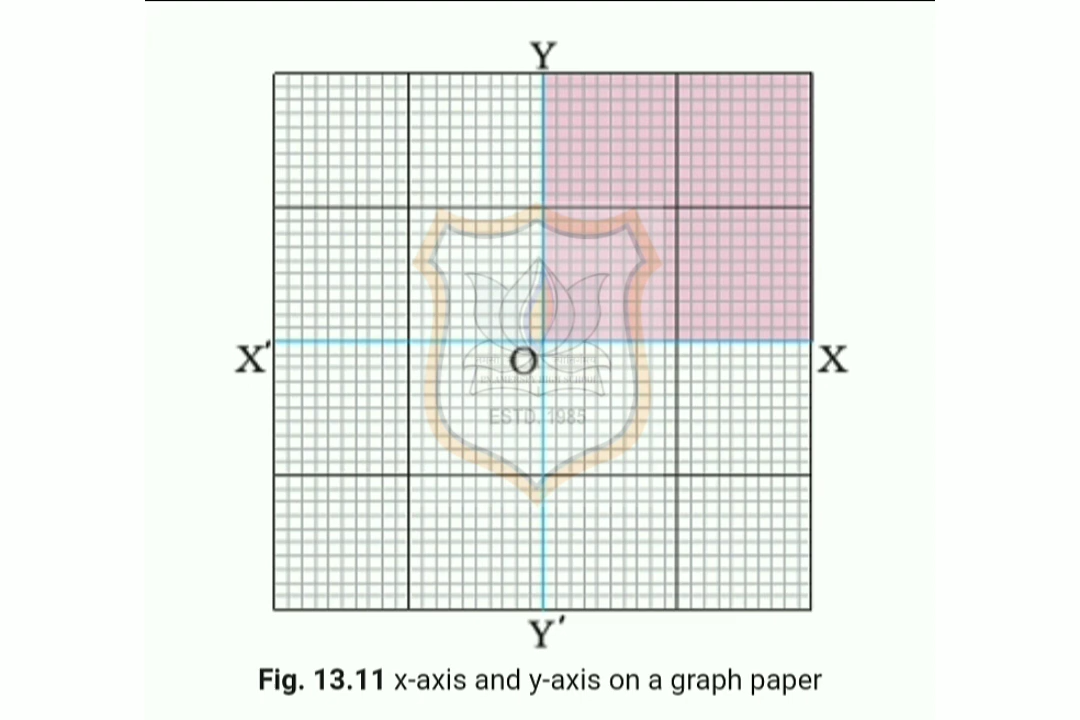 Y
X′
O
X
ESTD. 1985
Y′
Fig. 13.11 x-axis and y-axis on a graph paper